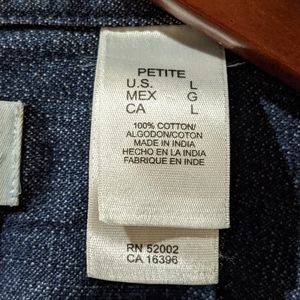 PETITE
U.S. L
MEX G
CA L
100% COTTON/
ALGODON/COTON
MADE IN INDIA
HECHO EN LA INDIA
FABRIQUE EN INDE
RN 52002
CA 16396